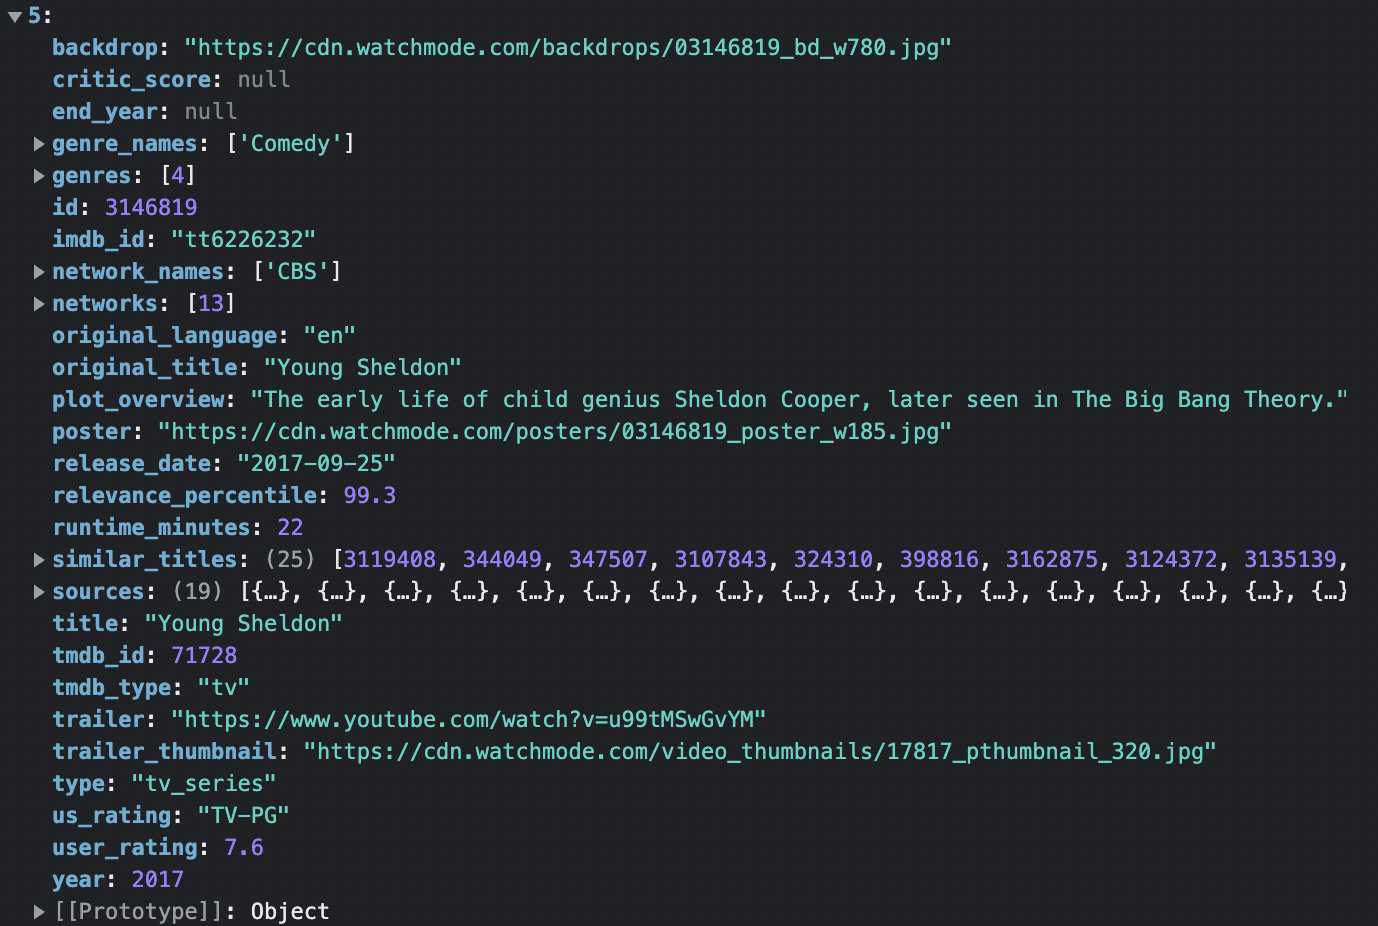 5:
backdrop: "https://cdn.watchmode.com/backdrops/03146819_bd_w780.jpg"
critic_score: null
end_year: null
genre_names: ['Comedy']
genres: [4]
id: 3146819
imdb_id: "tt6226232"
network_names: ['CBS']
networks: [13]
original_language: "en"
original_title: "Young Sheldon"
plot_overview: "The early life of child genius Sheldon Cooper, later seen in The Big Bang Theory."
poster: "https://cdn.watchmode.com/posters/03146819_poster_w185.jpg"
release_date: "2017-09-25"
relevance_percentile: 99.3
runtime_minutes: 22
similar_titles: (25) [3119408, 344049, 347507, 3107843, 324310, 398816, 3162875, 3124372, 3135139,
sources: (19) [{…}, {…}, {…}, {…}, {…}, {…}, {…}, {…}, {…}, {…}, {…}, {…}, {…}, {…}, {…}, {…}, {…}
title: "Young Sheldon"
tmdb_id: 71728
tmdb_type: "tv"
trailer: "https://www.youtube.com/watch?v=u99tMSwGvYM"
trailer_thumbnail: "https://cdn.watchmode.com/video_thumbnails/17817_pthumbnail_320.jpg"
type: "tv_series"
us_rating: "TV-PG"
user_rating: 7.6
year: 2017
[[Prototype]]: Object